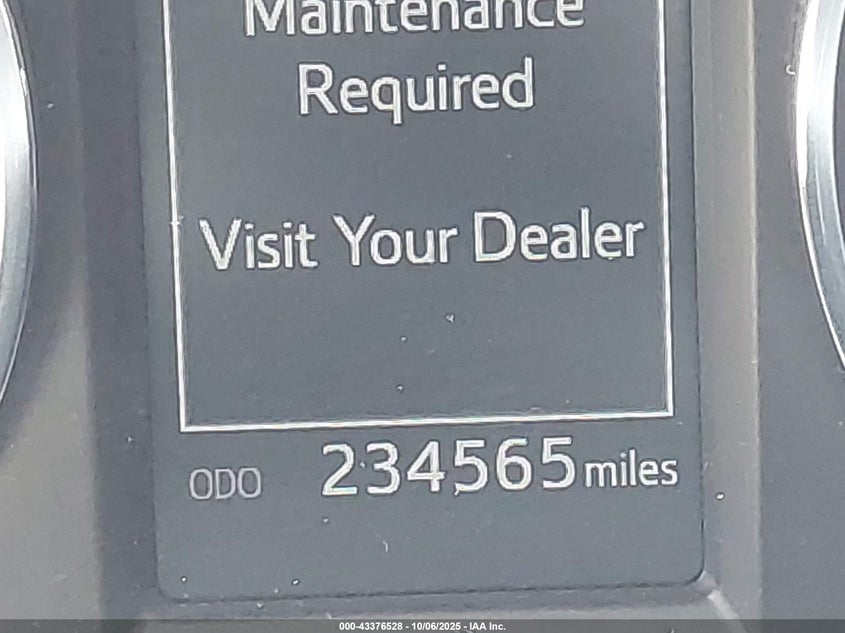 Maintenance
Required
Visit Your Dealer
ODO 234565 miles
000-43376528 - 10/06/2025 - IAA Inc.